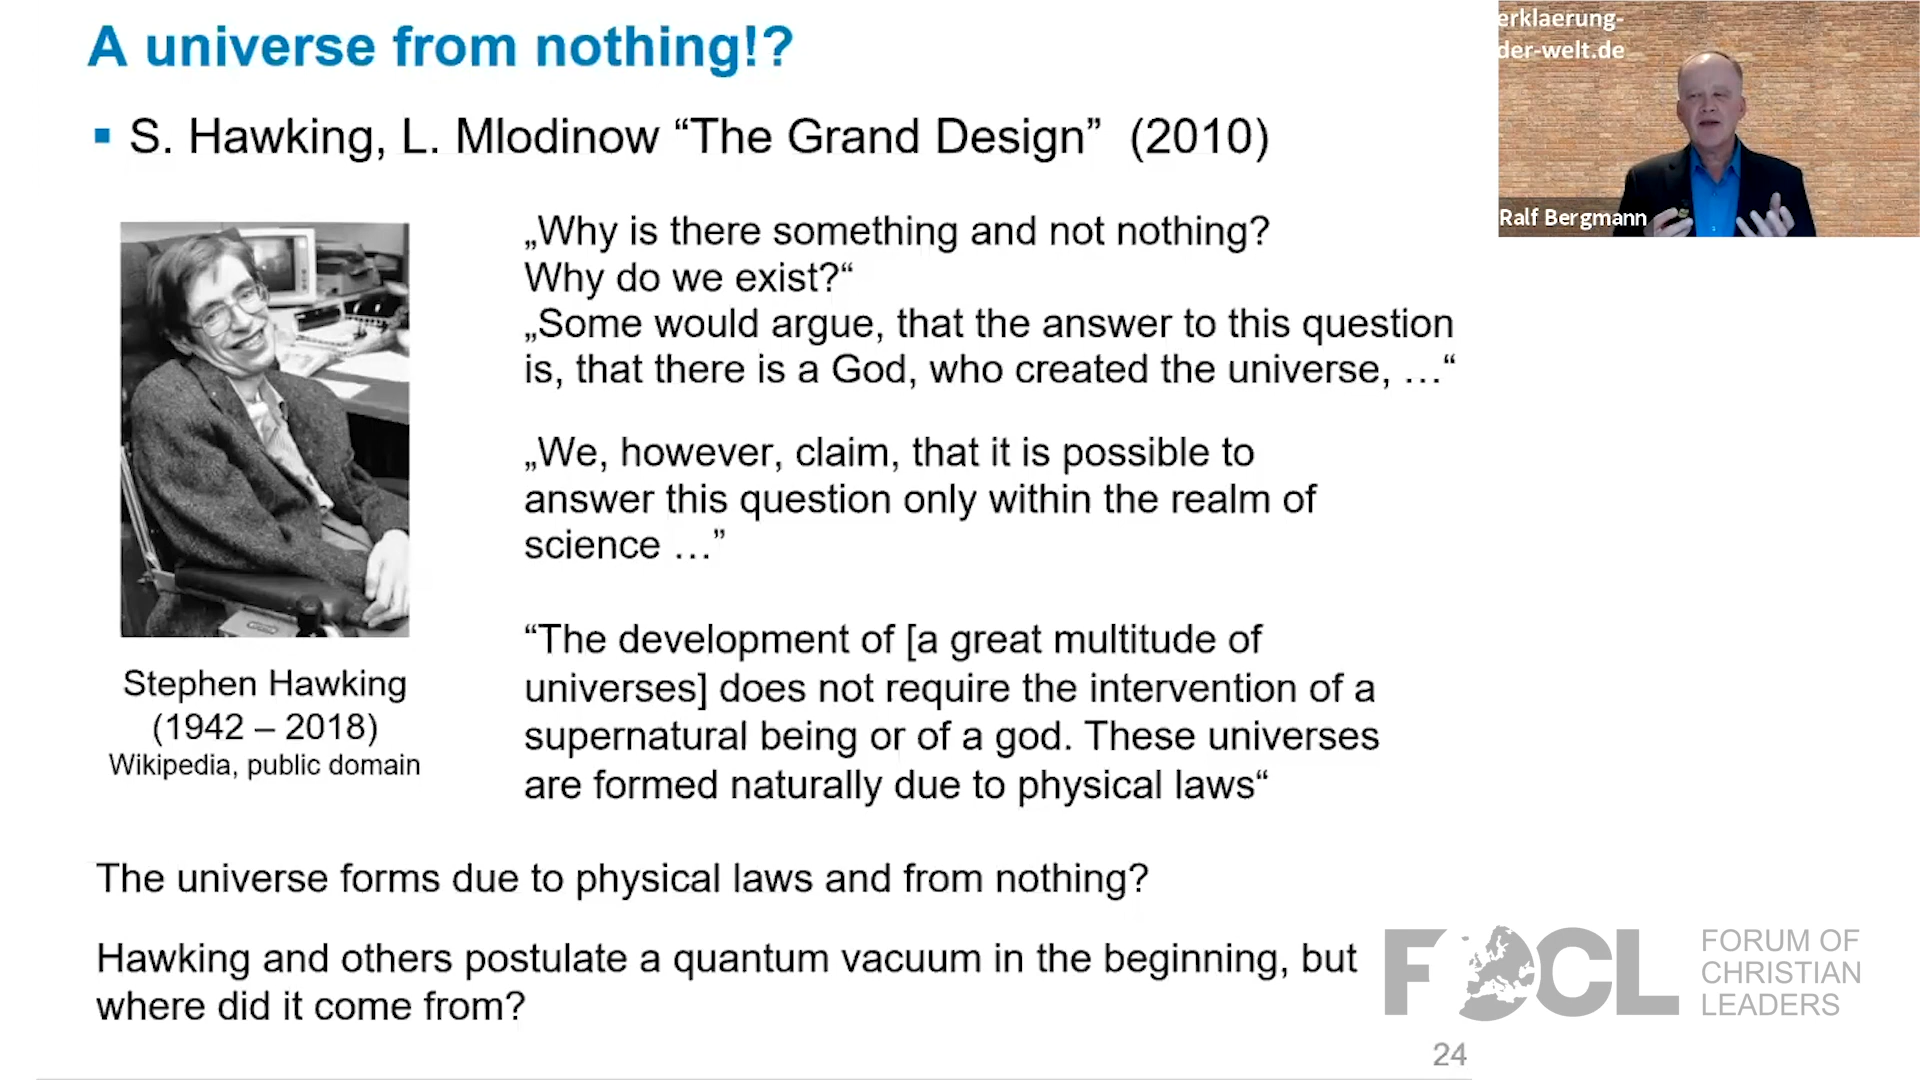 A universe from nothing!?
S. Hawking, L. Mlodinow “The Grand Design” (2010)
„Why is there something and not nothing?
Why do we exist?“
„Some would argue, that the answer to this question
is, that there is a God, who created the universe, …“
„We, however, claim, that it is possible to
answer this question only within the realm of
science …”
“The development of [a great multitude of
universes] does not require the intervention of a
supernatural being or of a god. These universes
are formed naturally due to physical laws“
Stephen Hawking
(1942 – 2018)
Wikipedia, public domain
The universe forms due to physical laws and from nothing?
Hawking and others postulate a quantum vacuum in the beginning, but
where did it come from?
24
erklaerung-
der-welt.de
Ralf Bergmann
FOCL
FORUM OF
CHRISTIAN
LEADERS